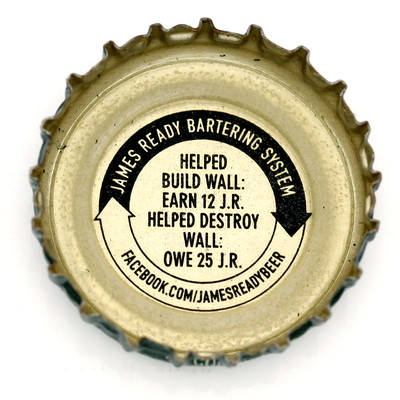 JAMES READY BARTERING SYSTEM
HELPED
BUILD WALL:
EARN 12 J.R.
HELPED DESTROY
WALL:
OWE 25 J.R.
FACEBOOK.COM/JAMESREADYBEER